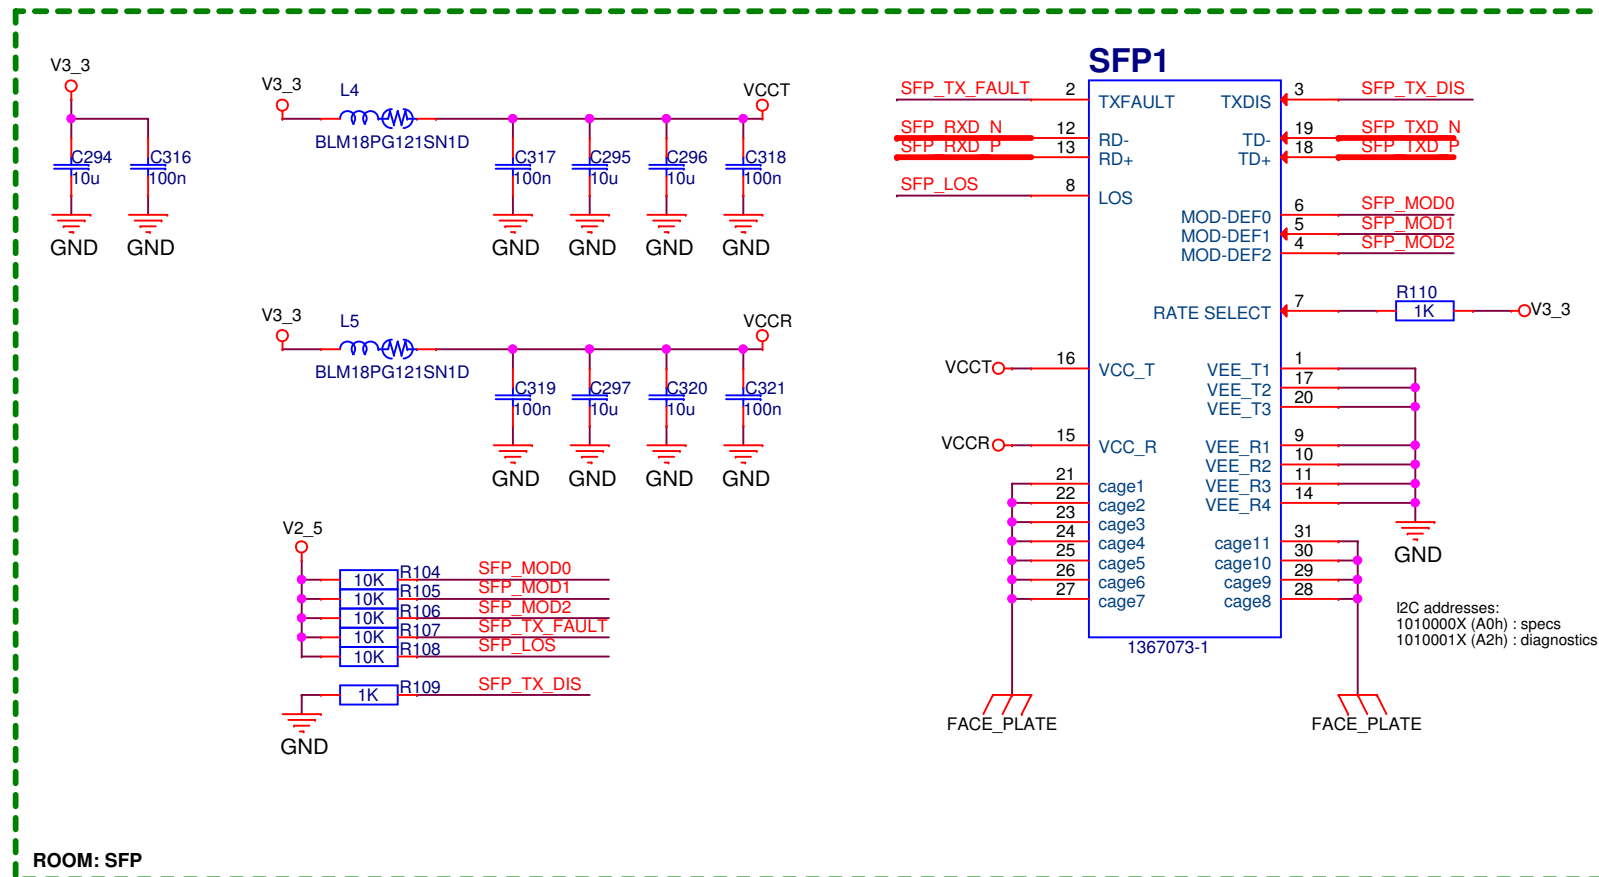 V3_3
C294
10u
C316
100n
GND
GND
V3_3
L4
BLM18PG121SN1D
VCCT
C317
100n
C295
10u
C296
10u
C318
100n
GND
GND
GND
GND
V3_3
L5
BLM18PG121SN1D
VCCR
C319
100n
C297
10u
C320
10u
C321
100n
GND
GND
GND
GND
V2_5
10K R104 SFP_MOD0
10K R105 SFP_MOD1
10K R106 SFP_MOD2
10K R107 SFP_TX_FAULT
10K R108 SFP_LOS
1K R109 SFP_TX_DIS
GND
SFP1
SFP_TX_FAULT 2 TXFAULT
SFP_RXD_N 12 RD-
SFP_RXD_P 13 RD+
SFP_LOS 8 LOS
VCCT 16 VCC_T
VCCR 15 VCC_R
21 cage1
22 cage2
23 cage3
24 cage4
25 cage5
26 cage6
27 cage7
FACE_PLATE
TXDIS 3 SFP_TX_DIS
TD- 19 SFP_TXD_N
TD+ 18 SFP_TXD_P
MOD-DEF0 6 SFP_MOD0
MOD-DEF1 5 SFP_MOD1
MOD-DEF2 4 SFP_MOD2
RATE SELECT 7 R110 1K V3_3
VEE_T1 1
VEE_T2 17
VEE_T3 20
VEE_R1 9
VEE_R2 10
VEE_R3 11
VEE_R4 14
GND
cage11 31
cage10 30
cage9 29
cage8 28
FACE_PLATE
1367073-1
I2C addresses:
1010000X (A0h) : specs
1010001X (A2h) : diagnostics
ROOM: SFP